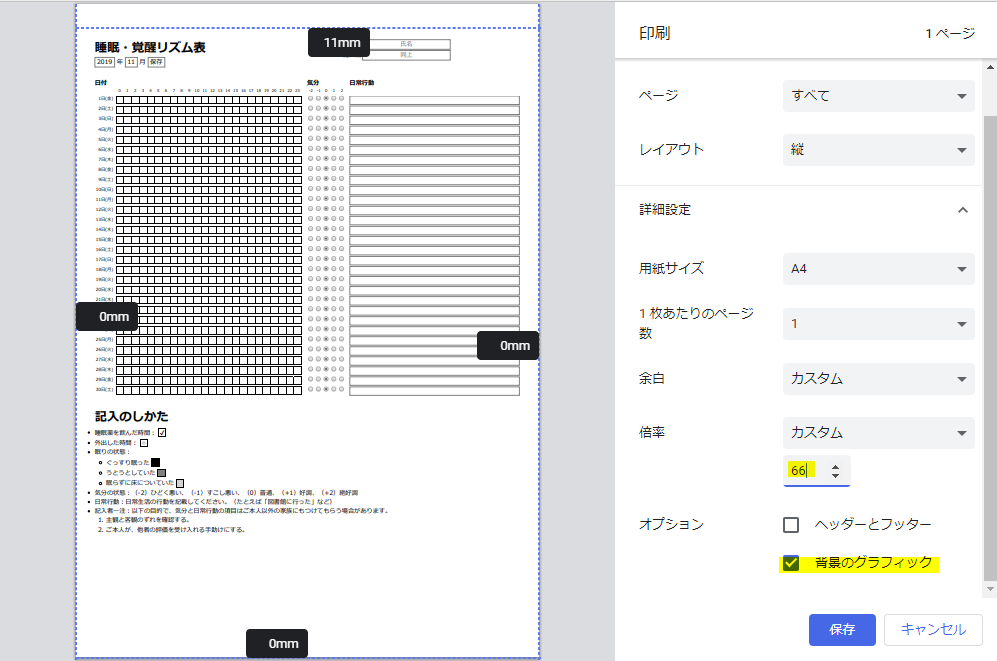 11mm
睡眠・覚醒リズム表
2019 年 11 月 保存
氏名
同上
日付 気分 日常行動
0 1 2 3 4 5 6 7 8 9 10 11 12 13 14 15 16 17 18 19 20 21 22 23 -2 -1 0 1 2
1日(金)
2日(土)
3日(日)
4日(月)
5日(火)
6日(水)
7日(木)
8日(金)
9日(土)
10日(日)
11日(月)
12日(火)
13日(水)
14日(木)
15日(金)
16日(土)
17日(日)
18日(月)
19日(火)
20日(水)
21日(木)
0mm
0mm
25日(月)
26日(火)
27日(水)
28日(木)
29日(金)
30日(土)
記入のしかた
睡眠薬を飲んだ時間：
外出した時間：
眠りの状態：
ぐっすり眠った
うとうとしていた
眠らずに床についていた
気分の状態：（-2）ひどく悪い、（-1）すこし悪い、（0）普通、（+1）好調、（+2）絶好調
日常行動：日常生活の行動を記載してください。（たとえば「図書館に行った」など）
記入者ー注：以下の目的で、気分と日常行動の項目はご本人以外の家族にもつけてもらう場合があります。
1. 主観と客観のずれを確認する。
2. ご本人が、他者の評価を受け入れる手助けにする。
0mm
印刷 1 ページ
ページ すべて
レイアウト 縦
詳細設定
用紙サイズ A4
1 枚あたりのページ数 1
余白 カスタム
倍率 カスタム
66
オプション ヘッダーとフッター
背景のグラフィック
保存 キャンセル